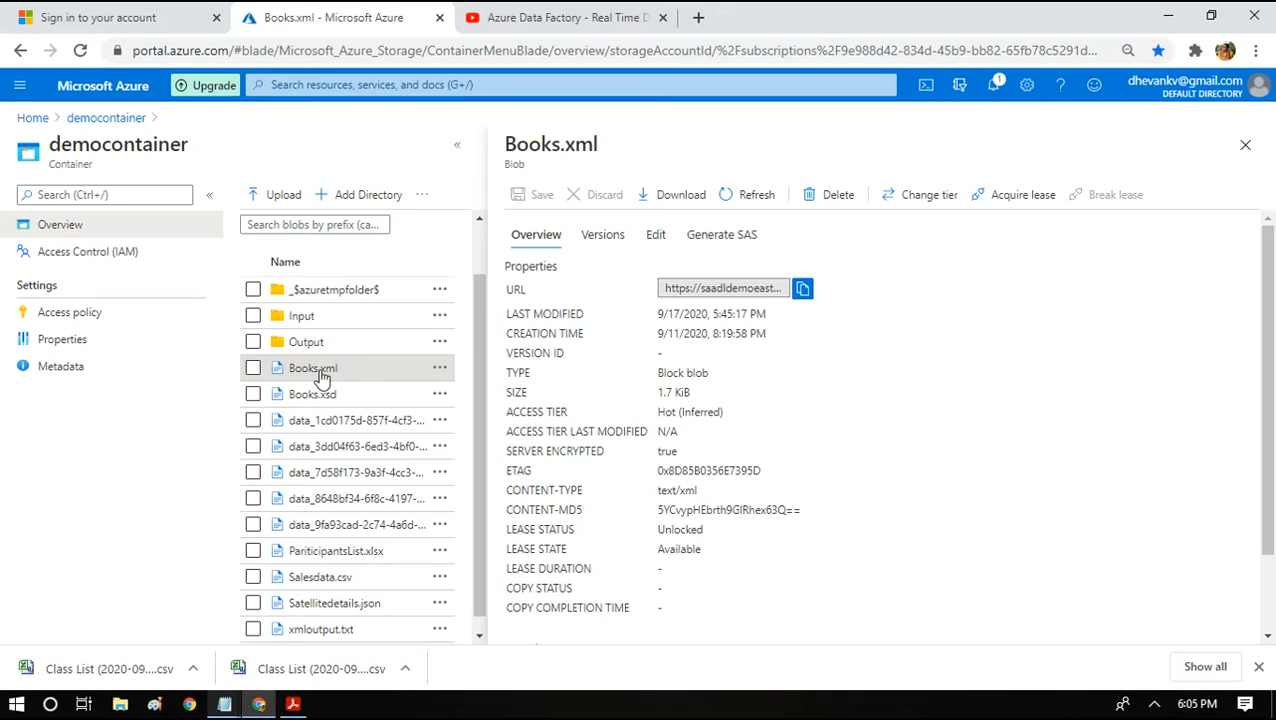 Sign in to your account
Books.xml - Microsoft Azure
Azure Data Factory - Real Time D
portal.azure.com/#blade/Microsoft_Azure_Storage/ContainerMenuBlade/overview/storageAccountId/%2Fsubscriptions%2F9e988d42-834d-45b9-bb82-65fb78c5291d...
Microsoft Azure
Upgrade
Search resources, services, and docs (G+/)
1
dhevankv@gmail.com
DEFAULT DIRECTORY
Home > democontainer >
democontainer
Container
Search (Ctrl+/)
Overview
Access Control (IAM)
Settings
Access policy
Properties
Metadata
Upload
Add Directory
Search blobs by prefix (ca...
Name
_$azuretmpfolder$
Input
Output
Books.xml
Books.xsd
data_1cd0175d-857f-4cf3-...
data_3dd04f63-6ed3-4bf0-...
data_7d58f173-9a3f-4cc3-...
data_8648bf34-6f8c-4197-...
data_9fa93cad-2c74-4a6d-...
PariticipantsList.xlsx
Salesdata.csv
Satellitedetails.json
xmloutput.txt
Books.xml
Blob
Save
Discard
Download
Refresh
Delete
Change tier
Acquire lease
Break lease
Overview
Versions
Edit
Generate SAS
Properties
URL https://saadldemoeast...
LAST MODIFIED 9/17/2020, 5:45:17 PM
CREATION TIME 9/11/2020, 8:19:58 PM
VERSION ID -
TYPE Block blob
SIZE 1.7 KiB
ACCESS TIER Hot (Inferred)
ACCESS TIER LAST MODIFIED N/A
SERVER ENCRYPTED true
ETAG 0x8D85B0356E7395D
CONTENT-TYPE text/xml
CONTENT-MD5 5YCvypHEbrth9GlRhex63Q==
LEASE STATUS Unlocked
LEASE STATE Available
LEASE DURATION -
COPY STATUS -
COPY COMPLETION TIME -
Class List (2020-09....csv
Class List (2020-09....csv
Show all
6:05 PM